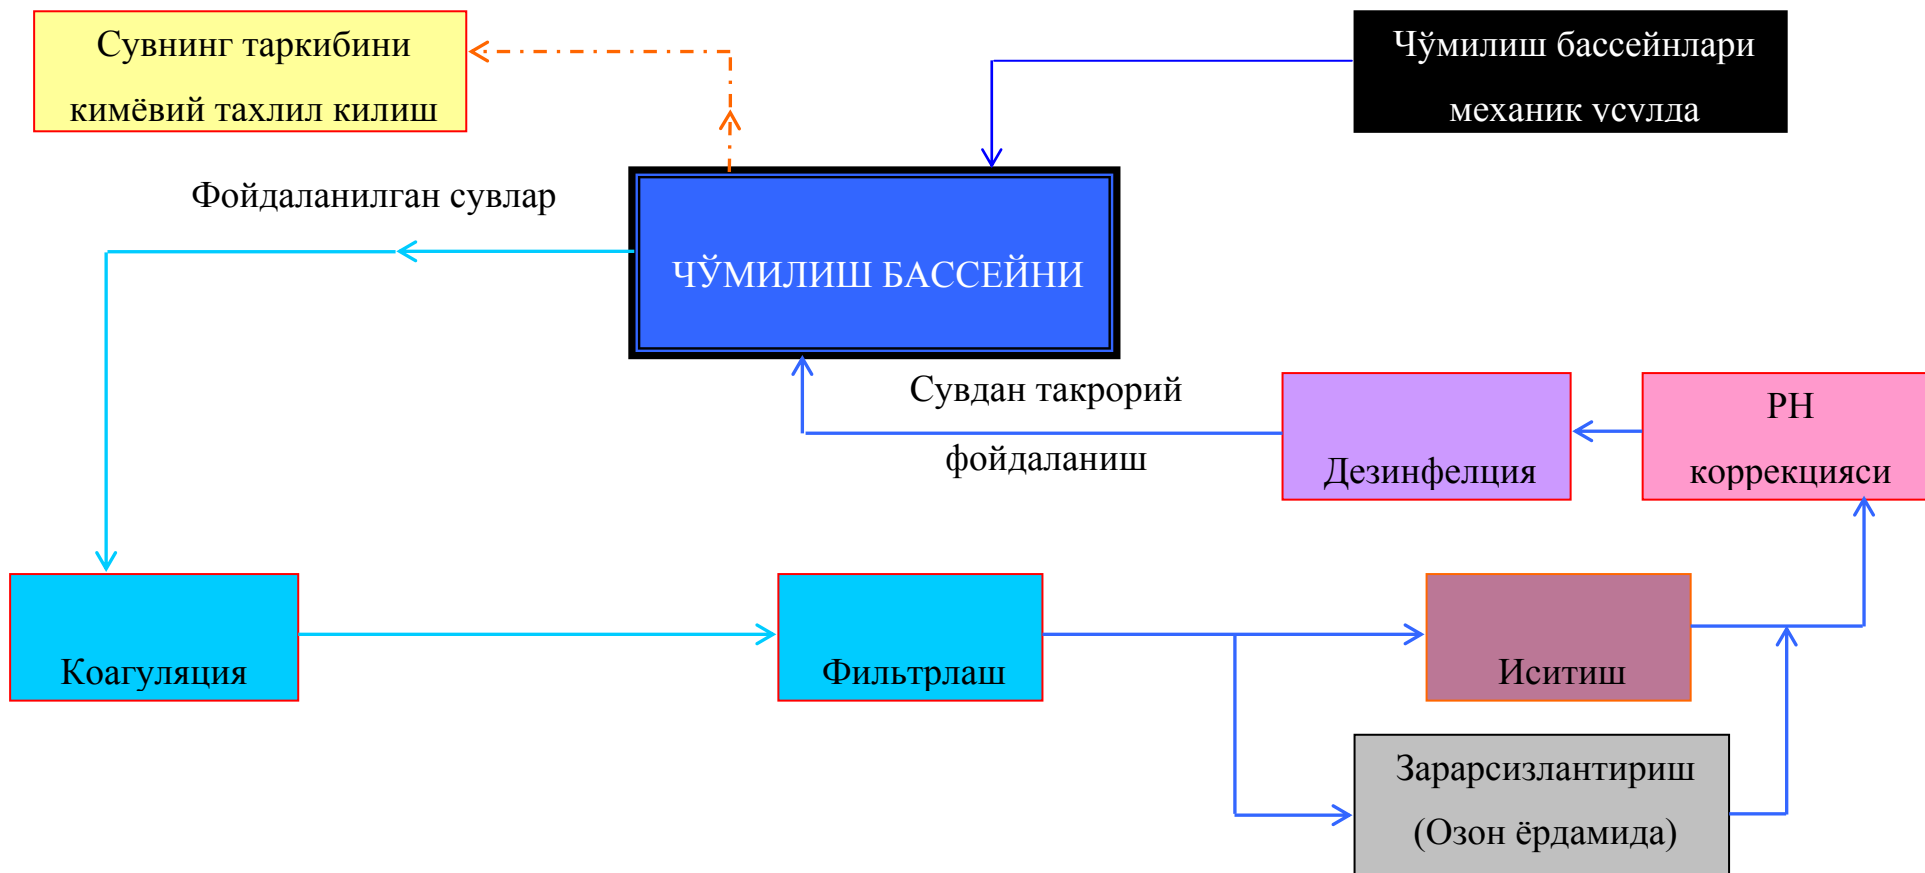 Сувнинг таркибини
кимёвий тахлил килиш
Чўмилиш бассейнлари
механик усулда
Фойдаланилган сувлар
ЧЎМИЛИШ БАССЕЙНИ
Сувдан такрорий
фойдаланиш
Дезинфелция
РН
коррекцияси
Коагуляция
Фильтрлаш
Иситиш
Зарарсизлантириш
(Озон ёрдамида)